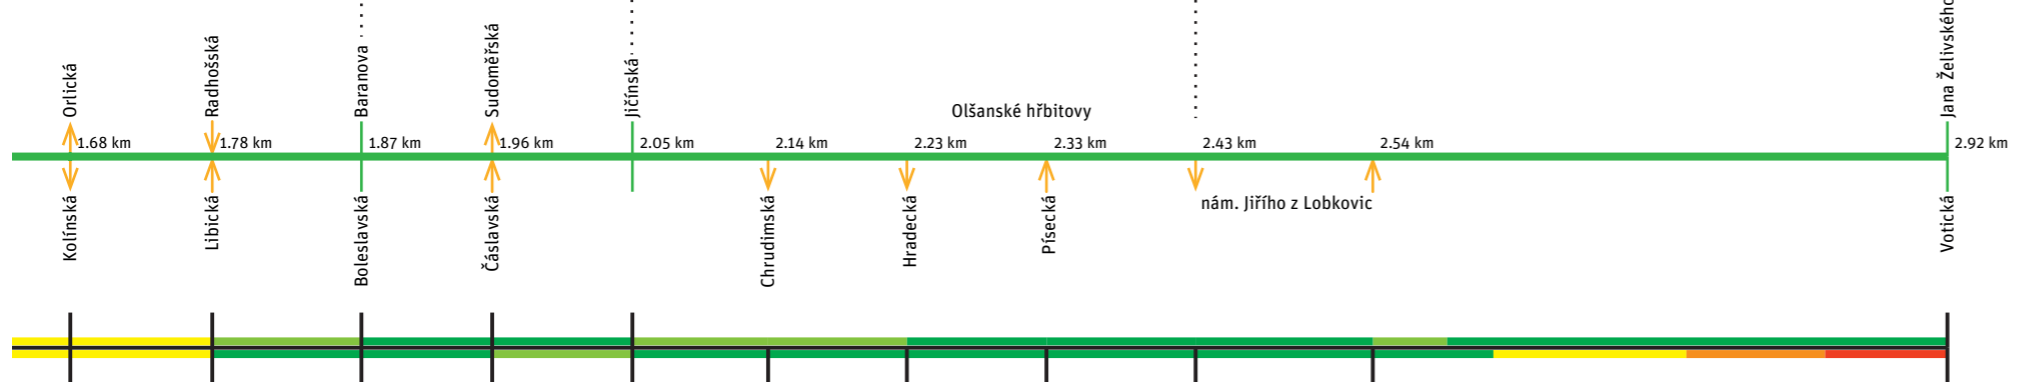 Orlická
Radhošská
Baranova
Sudoměřská
Jičínská
Olšanské hřbitovy
Jana Želivského
1.68 km
1.78 km
1.87 km
1.96 km
2.05 km
2.14 km
2.23 km
2.33 km
2.43 km
2.54 km
2.92 km
Kolínská
Libická
Boleslavská
Čáslavská
Chrudimská
Hradecká
Písecká
nám. Jiřího z Lobkovic
Votická